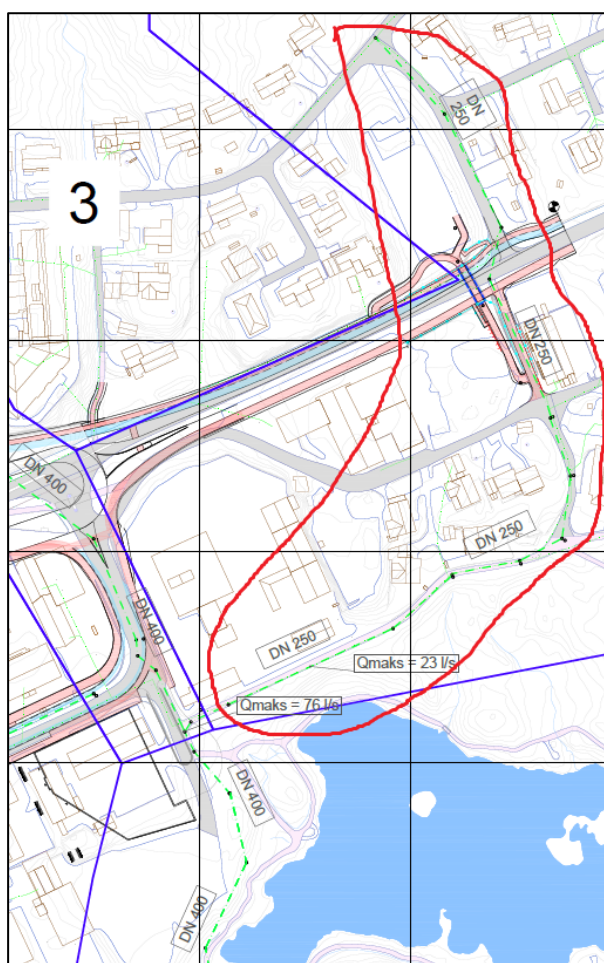 DN
250
3
DN 250
DN 400
DN 250
DN 400
DN 250
Qmaks = 23 l/s
Qmaks = 76 l/s
DN 400
DN 400